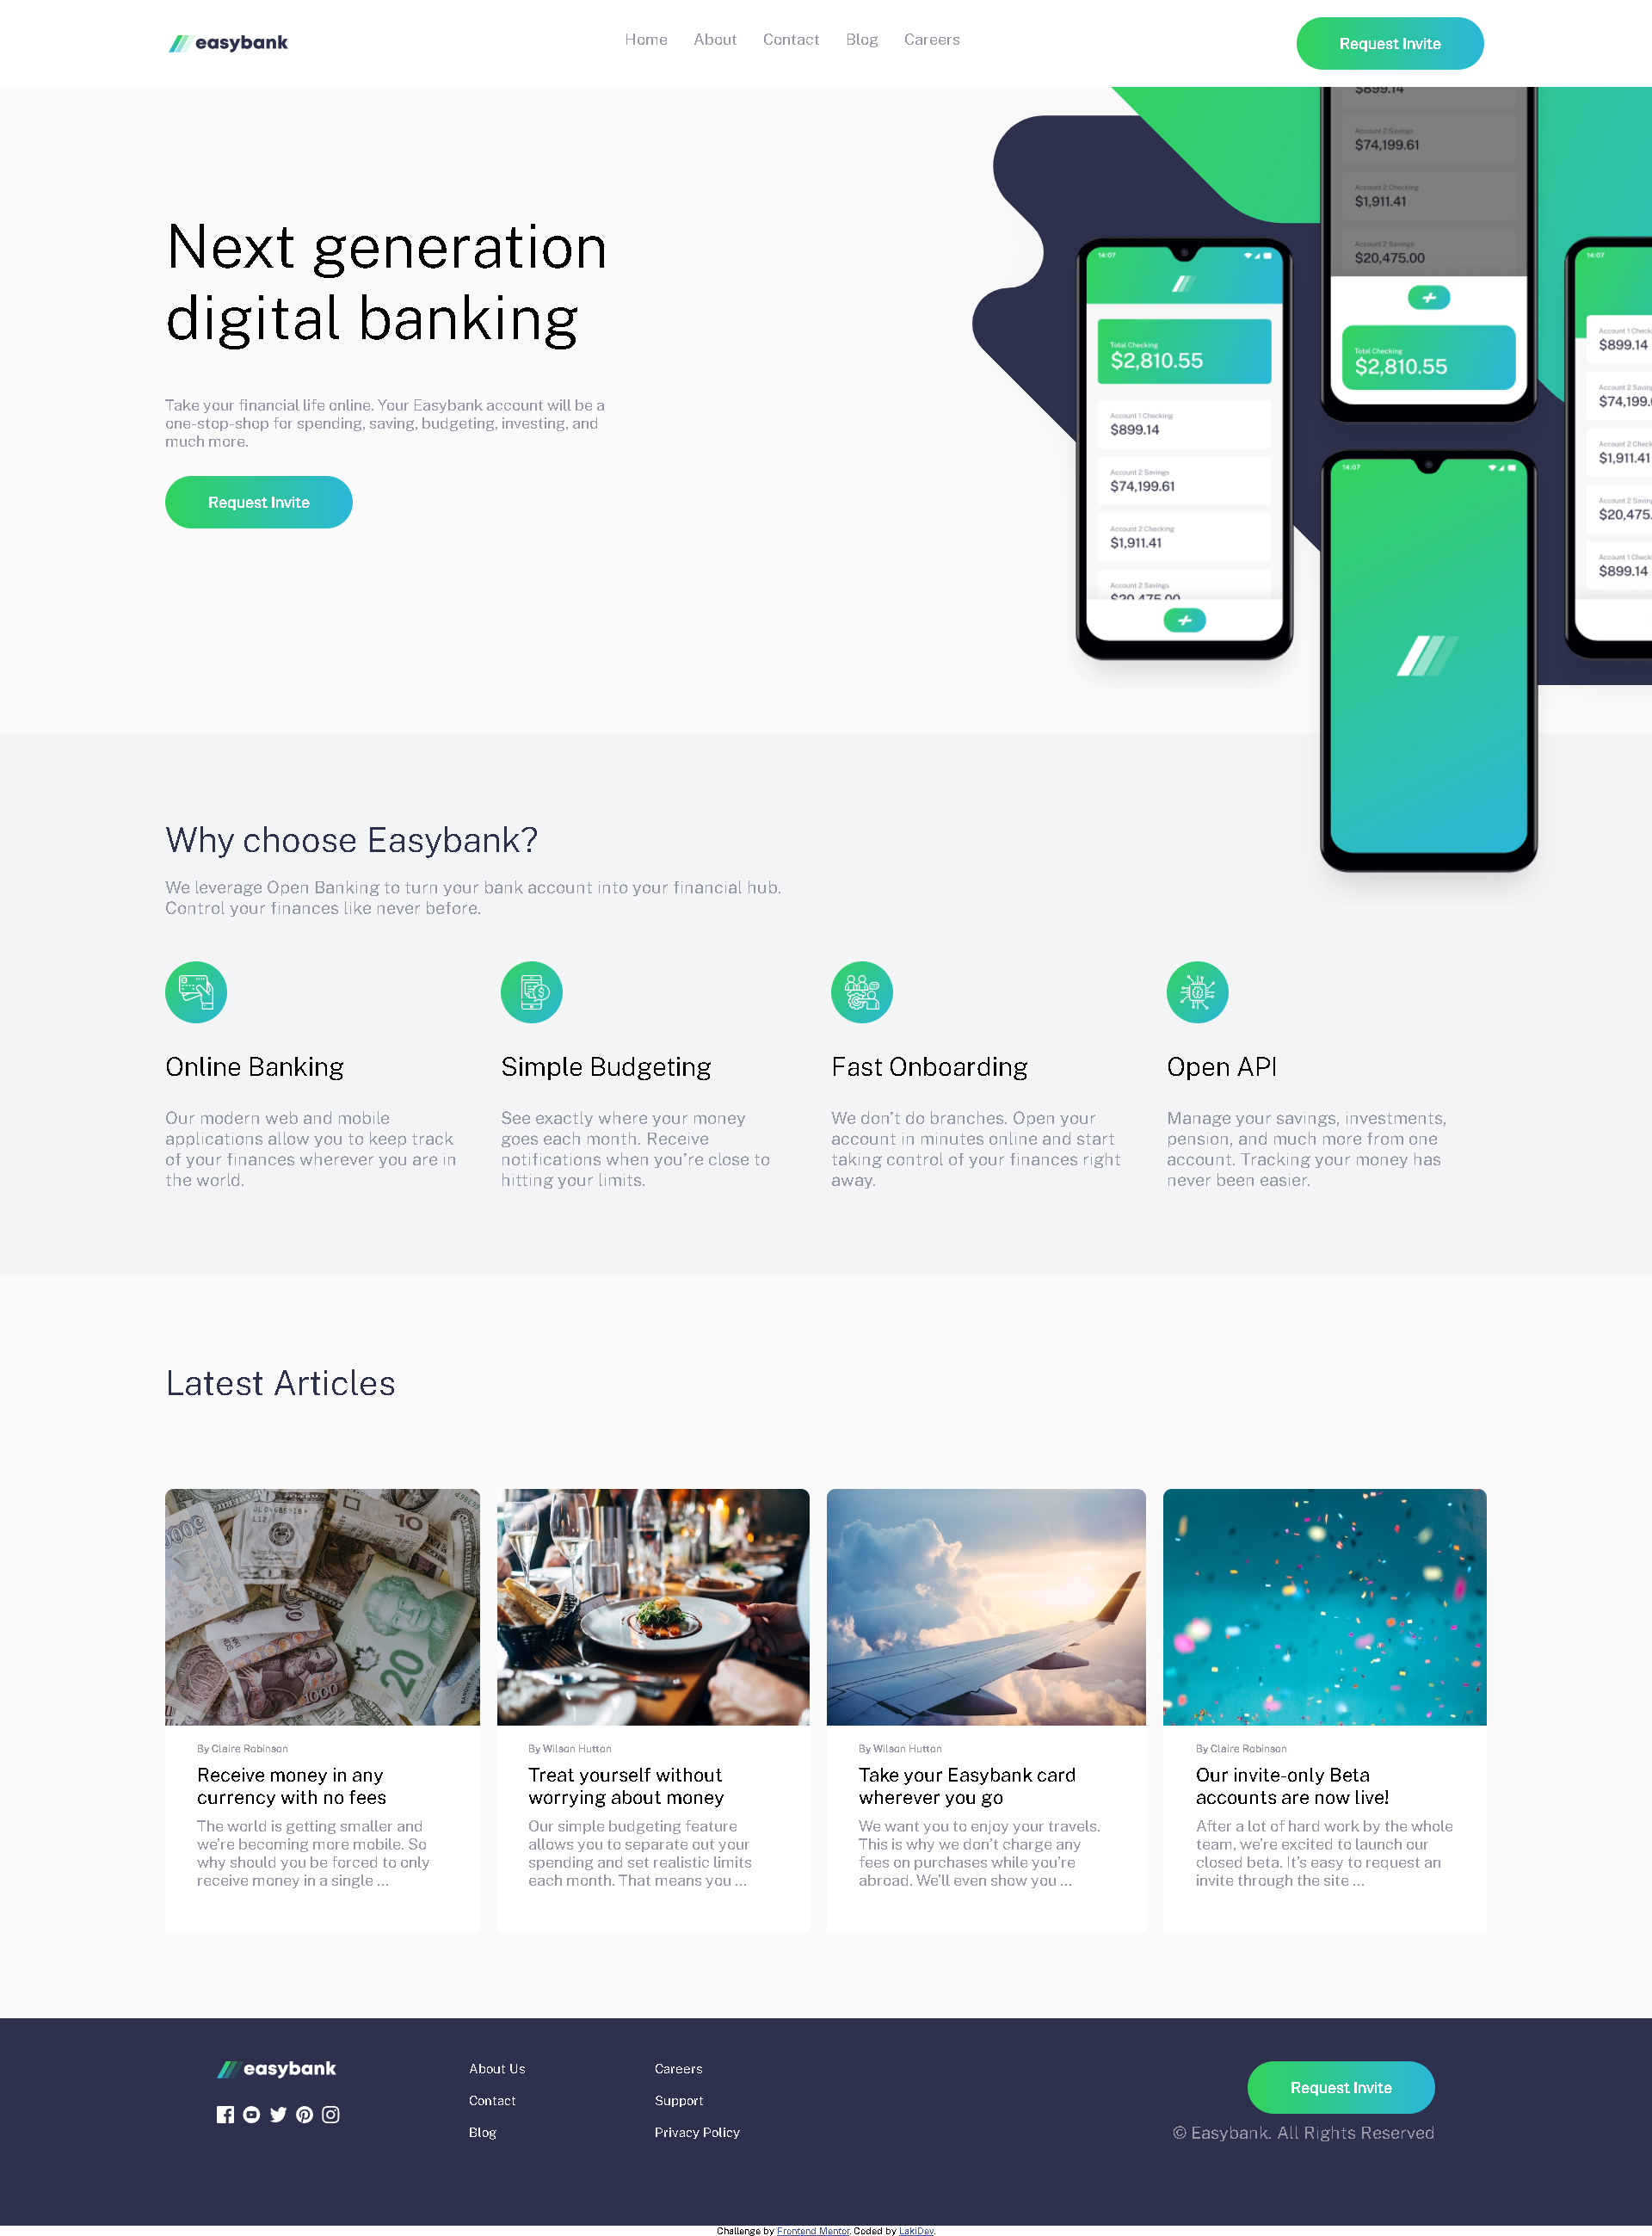 easybank
Home About Contact Blog Careers
Request Invite
Next generation
digital banking
Take your financial life online. Your Easybank account will be a
one-stop-shop for spending, saving, budgeting, investing, and
much more.
Request Invite
$899.14
Account 2 Savings
$74,199.61
Account 2 Checking
$1,911.41
Account 2 Savings
$20,475.00
Total Checking
$2,810.55
14:07
Total Checking
$2,810.55
Account 1 Checking
$899.14
Account 2 Savings
$74,199.61
Account 2 Checking
$1,911.41
Account 2 Savings
$20,475.00
14:07
14:07
Account 1 Check
$899.14
Account 2 Saving
$74,199.
Account 2 Check
$1,911.41
Account 2 Saving
$20,475.
Account 1 Check
$899.14
Why choose Easybank?
We leverage Open Banking to turn your bank account into your financial hub.
Control your finances like never before.
Online Banking
Our modern web and mobile
applications allow you to keep track
of your finances wherever you are in
the world.
Simple Budgeting
See exactly where your money
goes each month. Receive
notifications when you’re close to
hitting your limits.
Fast Onboarding
We don’t do branches. Open your
account in minutes online and start
taking control of your finances right
away.
Open API
Manage your savings, investments,
pension, and much more from one
account. Tracking your money has
never been easier.
Latest Articles
10
20
1000
By Claire Robinson
Receive money in any
currency with no fees
The world is getting smaller and
we’re becoming more mobile. So
why should you be forced to only
receive money in a single ...
By Wilson Hutton
Treat yourself without
worrying about money
Our simple budgeting feature
allows you to separate out your
spending and set realistic limits
each month. That means you ...
By Wilson Hutton
Take your Easybank card
wherever you go
We want you to enjoy your travels.
This is why we don’t charge any
fees on purchases while you’re
abroad. We’ll even show you ...
By Claire Robinson
Our invite-only Beta
accounts are now live!
After a lot of hard work by the whole
team, we’re excited to launch our
closed beta. It’s easy to request an
invite through the site ...
easybank
About Us
Contact
Blog
Careers
Support
Privacy Policy
Request Invite
© Easybank. All Rights Reserved
Challenge by Frontend Mentor. Coded by LakiDev.